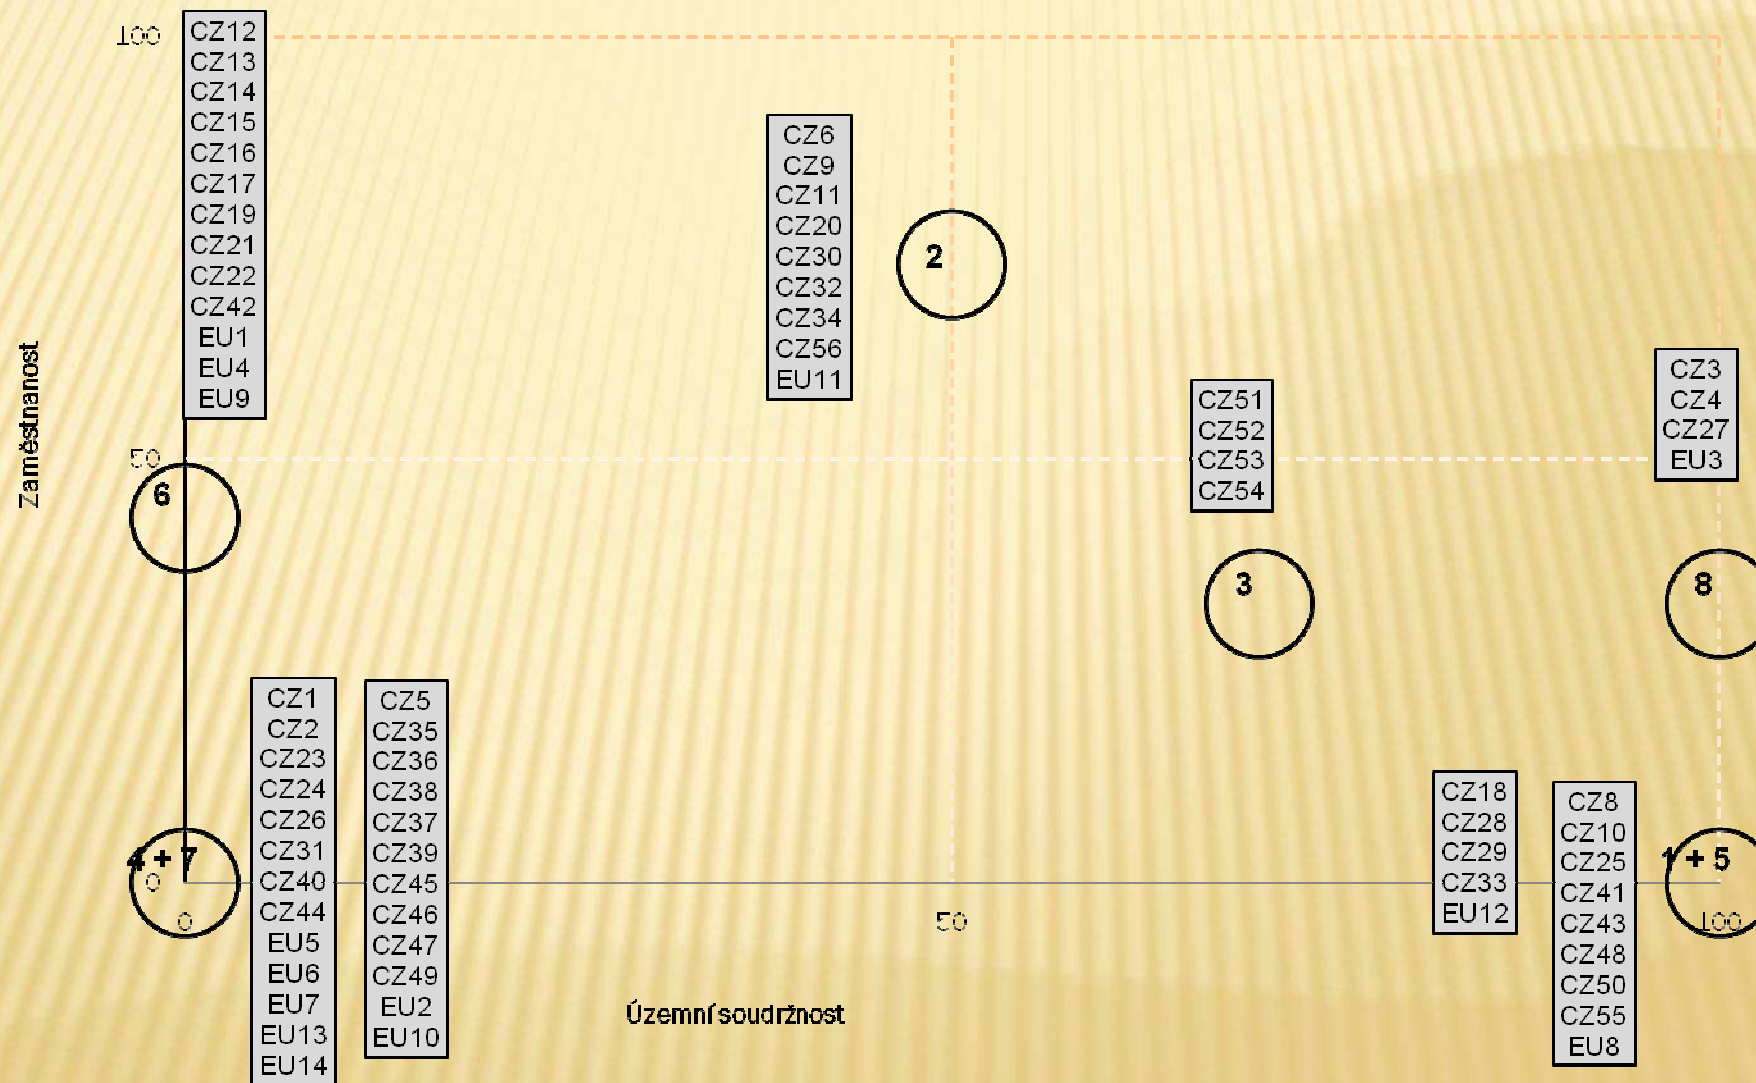 100
CZ12
CZ13
CZ14
CZ15
CZ16
CZ17
CZ19
CZ21
CZ22
CZ42
EU1
EU4
EU9
CZ6
CZ9
CZ11
CZ20
CZ30
CZ32
CZ34
CZ56
EU11
2
CZ51
CZ52
CZ53
CZ54
CZ3
CZ4
CZ27
EU3
Zaměstnanost
50
6
3
8
4 + 7
0
CZ1
CZ2
CZ23
CZ24
CZ26
CZ31
CZ40
CZ44
EU5
EU6
EU7
EU13
EU14
CZ5
CZ35
CZ36
CZ38
CZ37
CZ39
CZ45
CZ46
CZ47
CZ49
EU2
EU10
CZ18
CZ28
CZ29
CZ33
EU12
CZ8
CZ10
CZ25
CZ41
CZ43
CZ48
CZ50
CZ55
EU8
1 + 5
0
50
100
Územní soudržnost